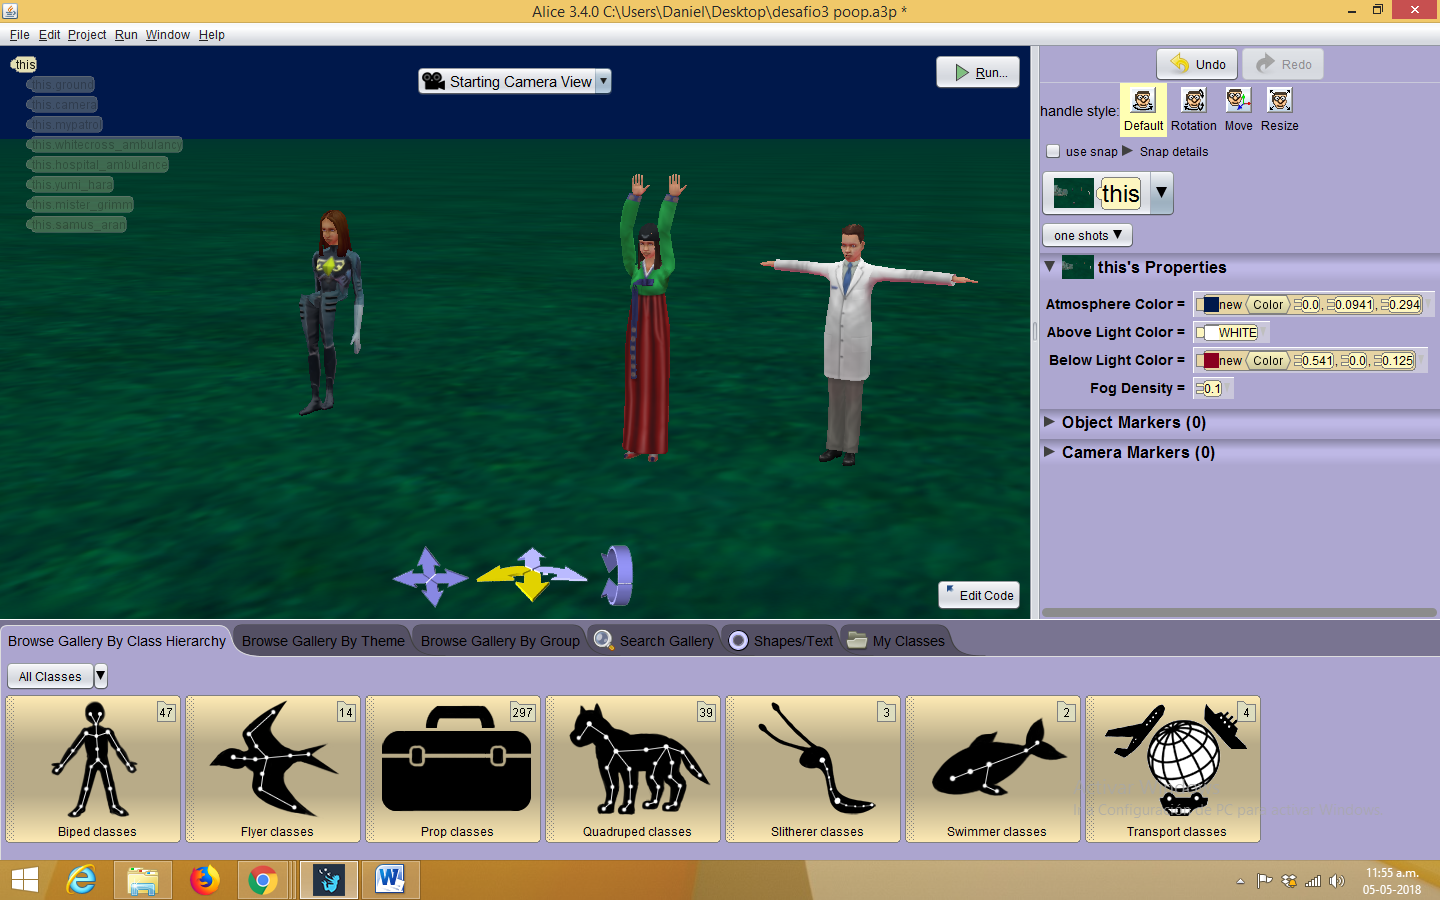 Alice 3.4.0 C:\Users\Daniel\Desktop\desafio3 poop.a3p *
File Edit Project Run Window Help
this
this.ground
this.camera
this.mypatrol
this.whitecross_ambulancy
this.hospital_ambulance
this.yumi_hara
this.mister_grimm
this.samus_aran
Starting Camera View
Run...
Edit Code
Undo Redo
handle style:
Default Rotation Move Resize
use snap Snap details
this
one shots
this's Properties
Atmosphere Color = new Color 0.0, 0.0941, 0.294
Above Light Color = WHITE
Below Light Color = new Color 0.541, 0.0, 0.125
Fog Density = 0.1
Object Markers (0)
Camera Markers (0)
Browse Gallery By Class Hierarchy Browse Gallery By Theme Browse Gallery By Group Search Gallery Shapes/Text My Classes
All Classes
47 14 297 39 3 2 4
Biped classes Flyer classes Prop classes Quadruped classes Slitherer classes Swimmer classes Transport classes
Configuración de PC para
11:55 a.m.
05-05-2018